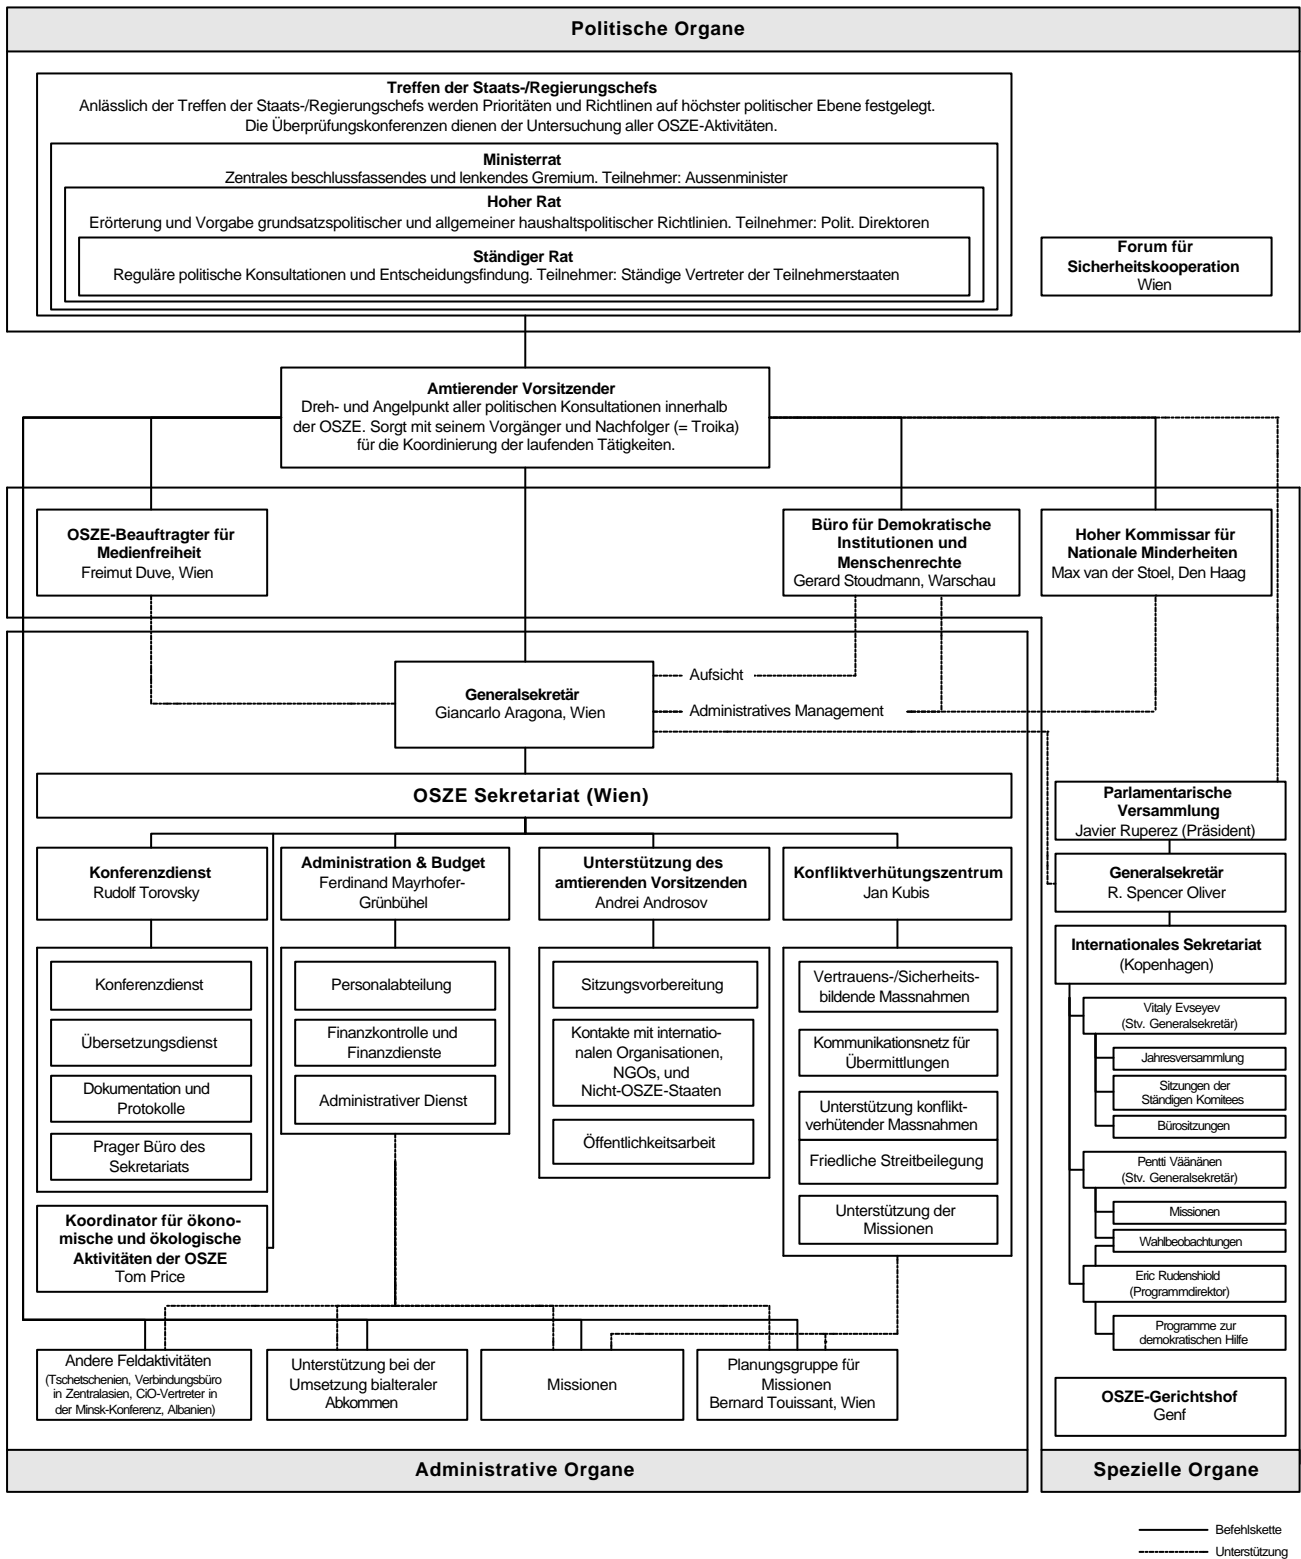 Politische Organe
Treffen der Staats-/Regierungschefs
Anlässlich der Treffen der Staats-/Regierungschefs werden Prioritäten und Richtlinen auf höchster politischer Ebene festgelegt.
Die Überprüfungskonferenzen dienen der Untersuchung aller OSZE-Aktivitäten.
Ministerrat
Zentrales beschlussfassendes und lenkendes Gremium. Teilnehmer: Aussenminister
Hoher Rat
Erörterung und Vorgabe grundsatzspolitischer und allgemeiner haushaltspolitischer Richtlinien. Teilnehmer: Polit. Direktoren
Ständiger Rat
Reguläre politische Konsultationen und Entscheidungsfindung. Teilnehmer: Ständige Vertreter der Teilnehmerstaaten
Forum für
Sicherheitskooperation
Wien
Amtierender Vorsitzender
Dreh- und Angelpunkt aller politischen Konsultationen innerhalb
der OSZE. Sorgt mit seinem Vorgänger und Nachfolger (= Troika)
für die Koordinierung der laufenden Tätigkeiten.
OSZE-Beauftragter für
Medienfreiheit
Freimut Duve, Wien
Büro für Demokratische
Institutionen und
Menschenrechte
Gerard Stoudmann, Warschau
Hoher Kommissar für
Nationale Minderheiten
Max van der Stoel, Den Haag
Generalsekretär
Giancarlo Aragona, Wien
Aufsicht
Administratives Management
OSZE Sekretariat (Wien)
Konferenzdienst
Rudolf Torovsky
Konferenzdienst
Übersetzungsdienst
Dokumentation und
Protokolle
Prager Büro des
Sekretariats
Koordinator für ökono-
mische und ökologische
Aktivitäten der OSZE
Tom Price
Administration & Budget
Ferdinand Mayrhofer-
Grünbühel
Personalabteilung
Finanzkontrolle und
Finanzdienste
Administrativer Dienst
Unterstützung des
amtierenden Vorsitzenden
Andrei Androsov
Sitzungsvorbereitung
Kontakte mit internatio-
nalen Organisationen,
NGOs, und
Nicht-OSZE-Staaten
Öffentlichkeitsarbeit
Konfliktverhütungszentrum
Jan Kubis
Vertrauens-/Sicherheits-
bildende Massnahmen
Kommunikationsnetz für
Übermittlungen
Unterstützung konflikt-
verhütender Massnahmen
Friedliche Streitbeilegung
Unterstützung der
Missionen
Andere Feldaktivitäten
(Tschetschenien, Verbindungsbüro
in Zentralasien, CiO-Vertreter in
der Minsk-Konferenz, Albanien)
Unterstützung bei der
Umsetzung bialteraler
Abkommen
Missionen
Planungsgruppe für
Missionen
Bernard Touissant, Wien
Administrative Organe
Parlamentarische
Versammlung
Javier Ruperez (Präsident)
Generalsekretär
R. Spencer Oliver
Internationales Sekretariat
(Kopenhagen)
Vitaly Evseyev
(Stv. Generalsekretär)
Jahresversammlung
Sitzungen der
Ständigen Komitees
Bürositzungen
Pentti Väänänen
(Stv. Generalsekretär)
Missionen
Wahlbeobachtungen
Eric Rudenshiold
(Programmdirektor)
Programme zur
demokratischen Hilfe
OSZE-Gerichtshof
Genf
Spezielle Organe
Befehlskette
Unterstützung